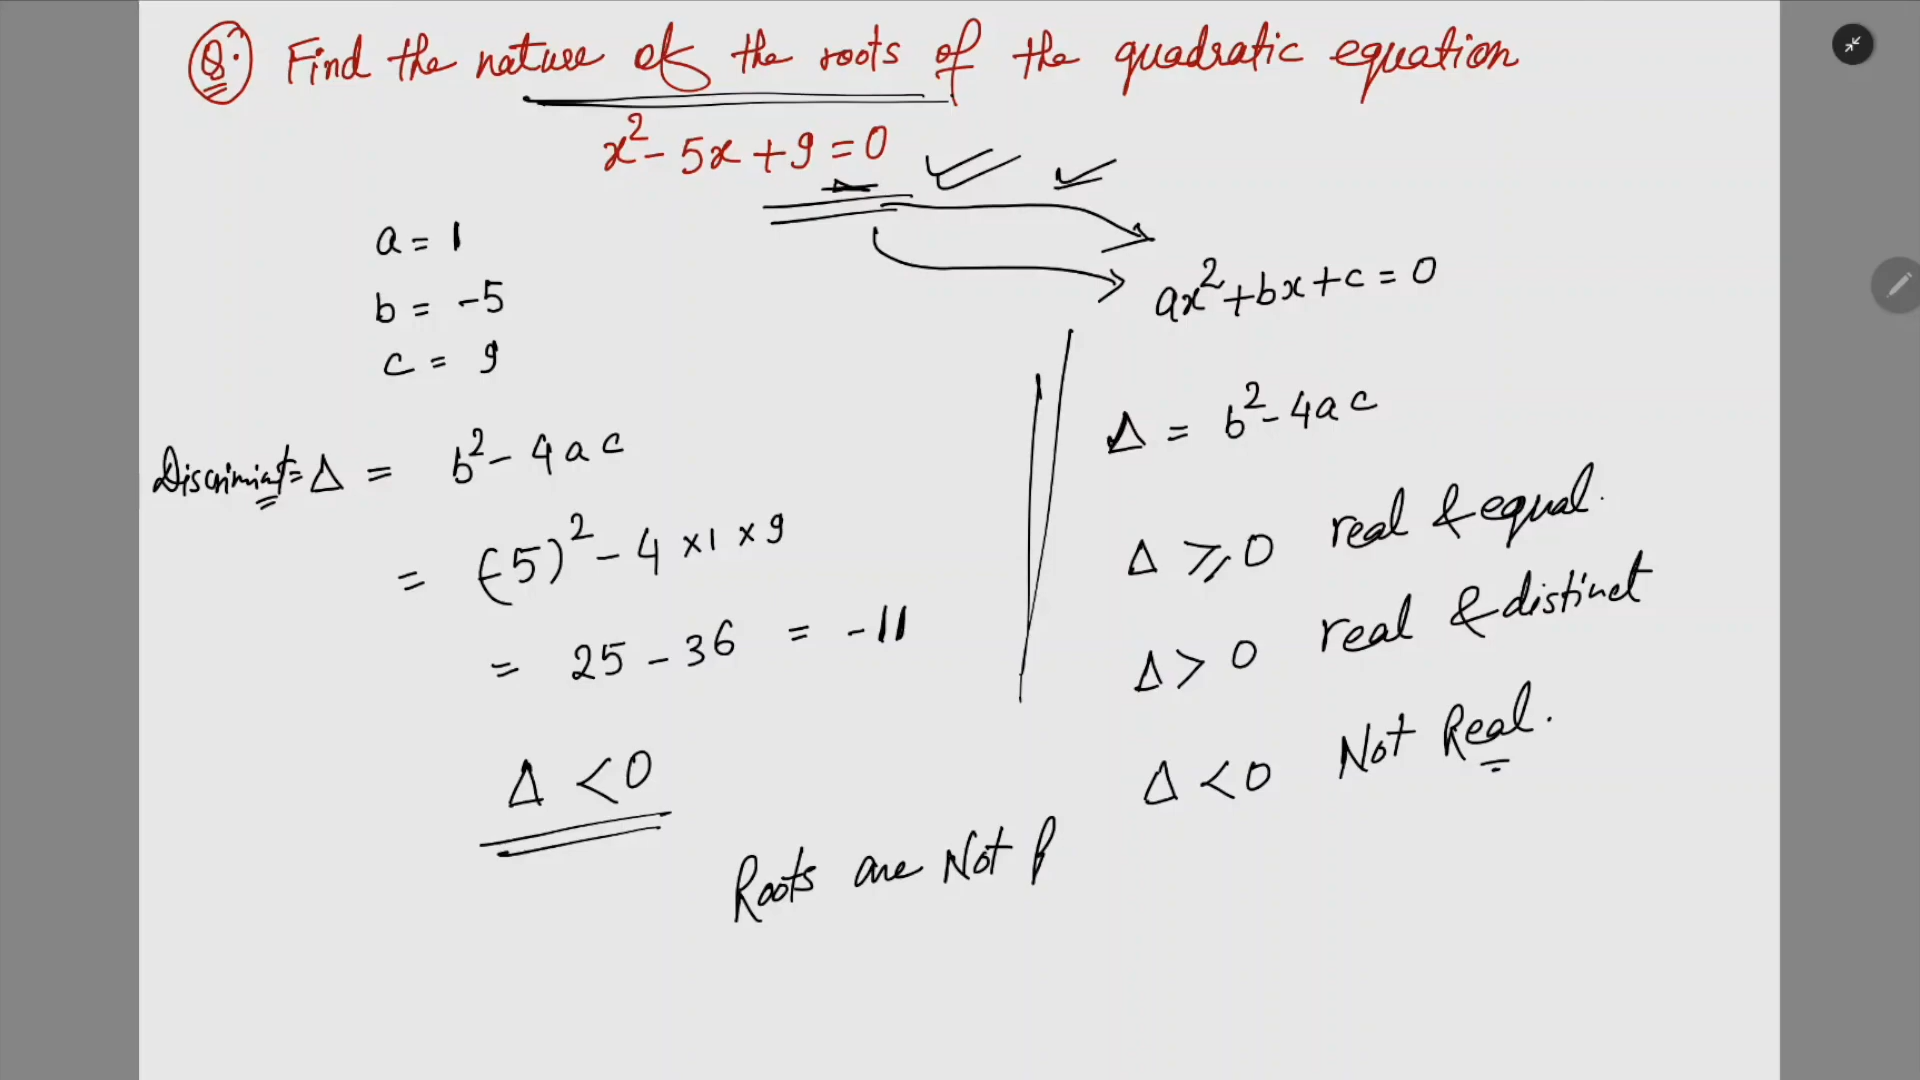 Q. Find the nature of the roots of the quadratic equation
x² - 5x + 9 = 0
a = 1
b = -5
c = 9
Discriminat = Δ = b² - 4ac
= (-5)² - 4 × 1 × 9
= 25 - 36 = -11
Δ < 0
ax² + bx + c = 0
Δ = b² - 4ac
Δ ⩾ 0 real & equal.
Δ > 0 real & distinct
Δ < 0 Not Real.
Roots are Not